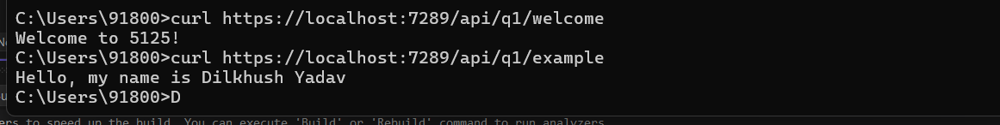 C:\Users\91800>curl https://localhost:7289/api/q1/welcome
Welcome to 5125!
C:\Users\91800>curl https://localhost:7289/api/q1/example
Hello, my name is Dilkhush Yadav
C:\Users\91800>D
ers to speed up the build. You can execute 'Build' or 'Rebuild' command to run analyzers